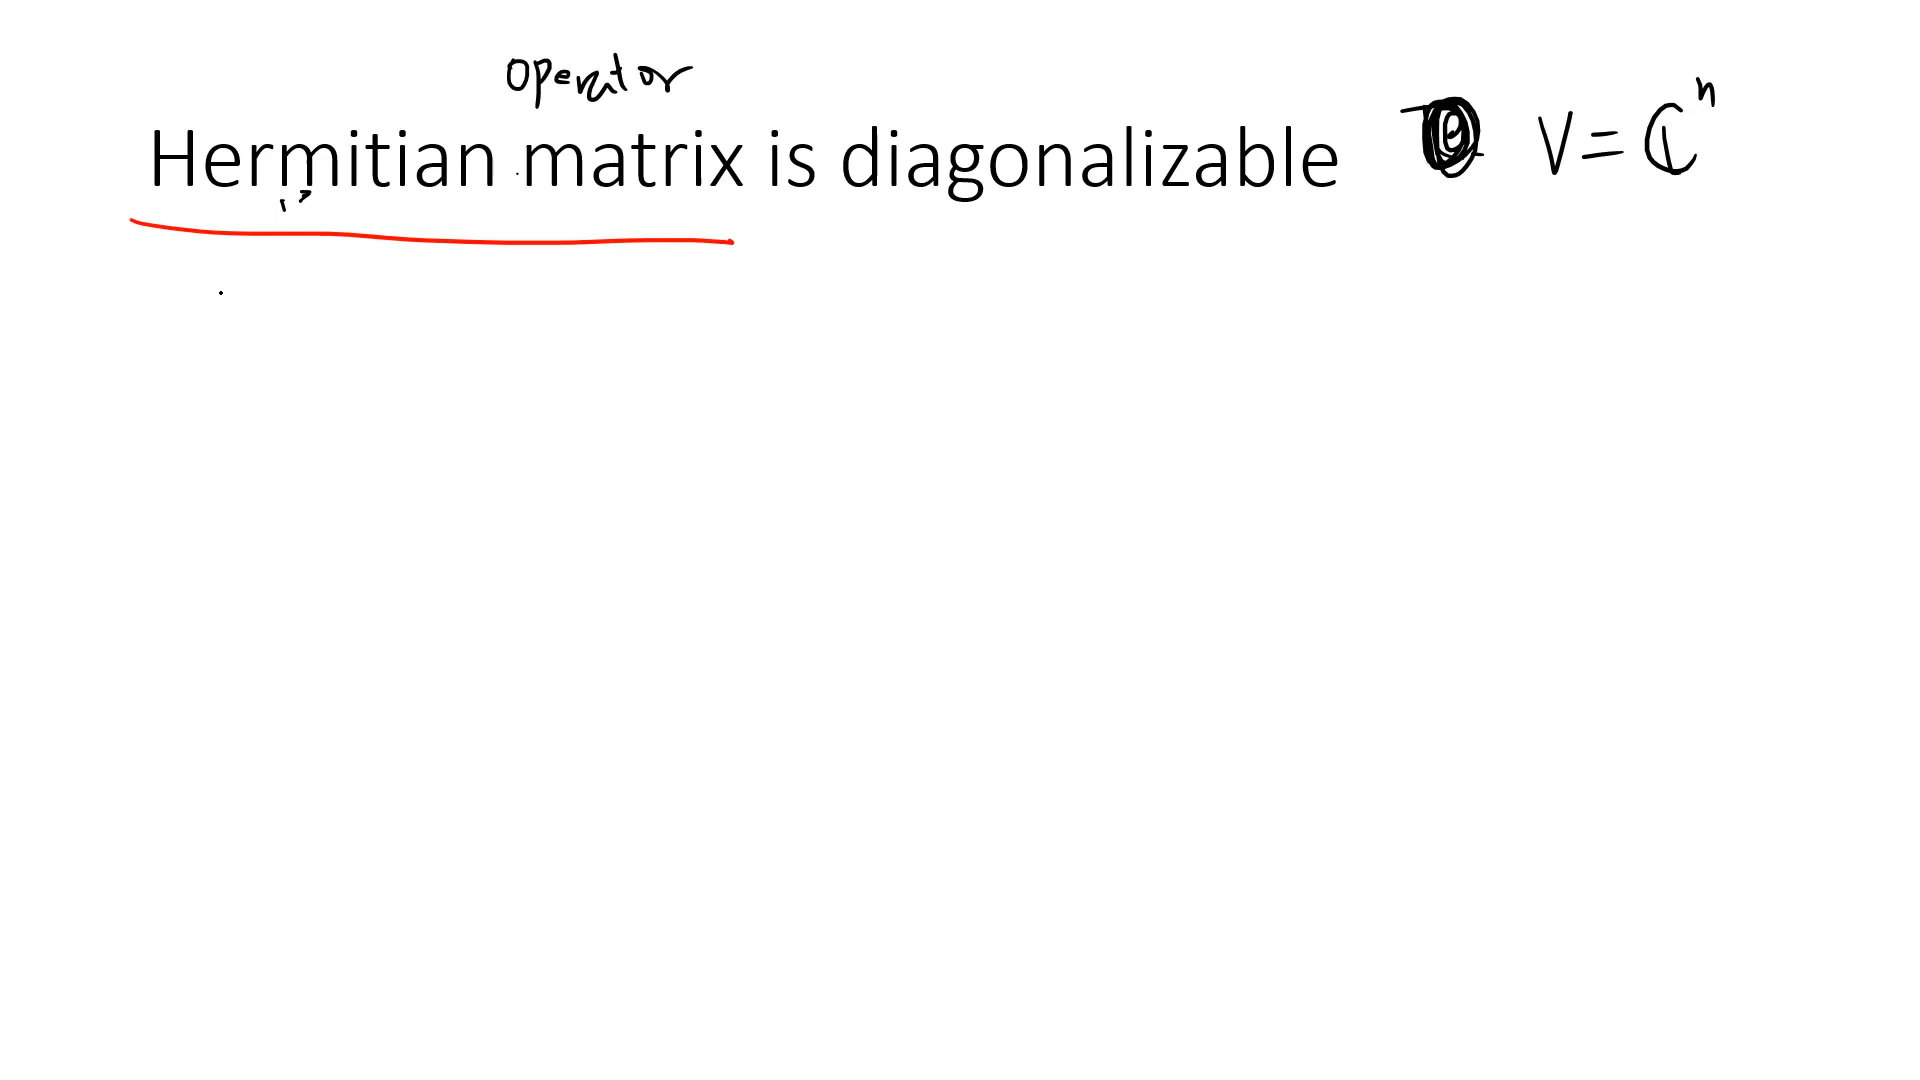 operator
Hermitian matrix is diagonalizable V = ℂⁿ